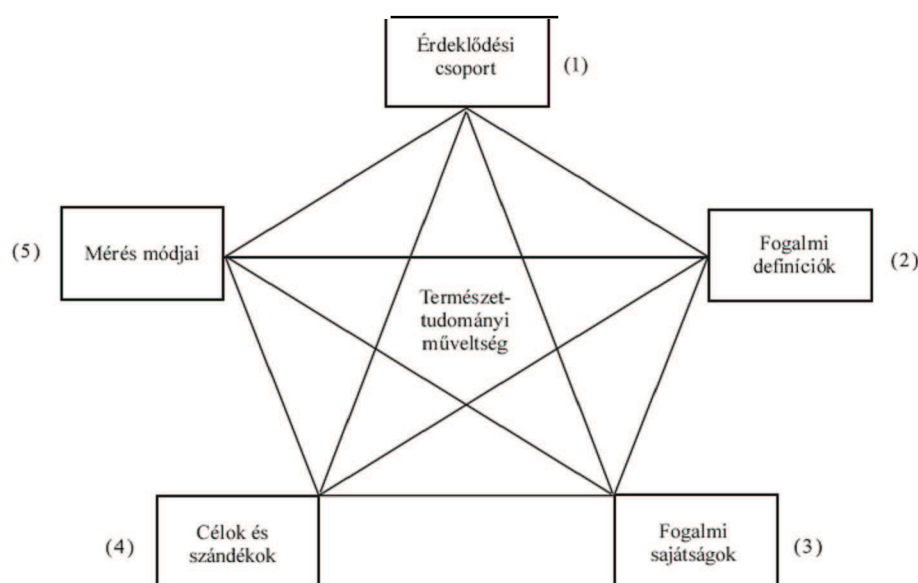 Érdeklődési
csoport
(1)
(5)
Mérés módjai
Fogalmi
definíciók
(2)
Természet-
tudományi
műveltség
(4)
Célok és
szándékok
Fogalmi
sajátságok
(3)